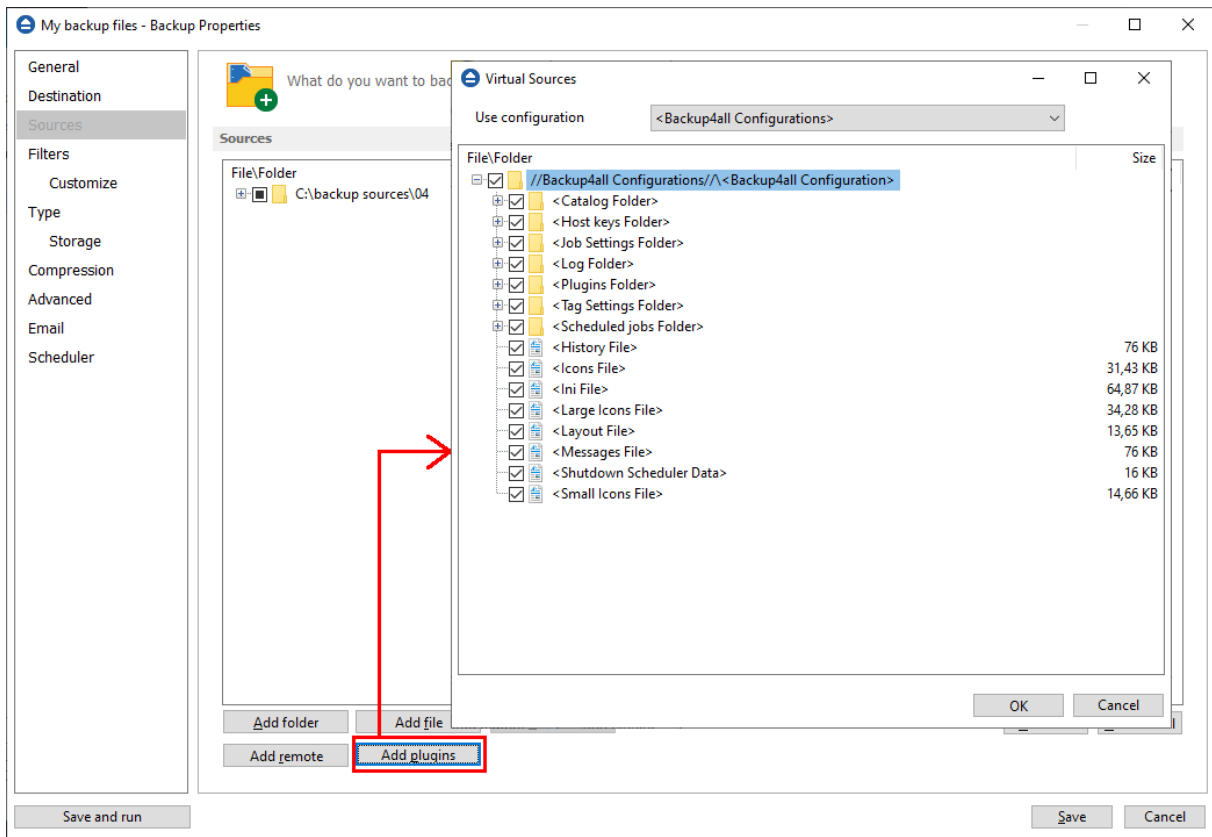 My backup files - Backup Properties
General
Destination
Sources
Filters
Customize
Type
Storage
Compression
Advanced
Email
Scheduler
What do you want to bac
Sources
File\Folder
C:\backup sources\04
Virtual Sources
Use configuration <Backup4all Configurations>
File\Folder Size
//Backup4all Configurations//\<Backup4all Configuration>
<Catalog Folder>
<Host keys Folder>
<Job Settings Folder>
<Log Folder>
<Plugins Folder>
<Tag Settings Folder>
<Scheduled jobs Folder>
<History File> 76 KB
<Icons File> 31,43 KB
<Ini File> 64,87 KB
<Large Icons File> 34,28 KB
<Layout File> 13,65 KB
<Messages File> 76 KB
<Shutdown Scheduler Data> 16 KB
<Small Icons File> 14,66 KB
OK Cancel
Add folder Add file
Add remote Add plugins
Save and run Save Cancel